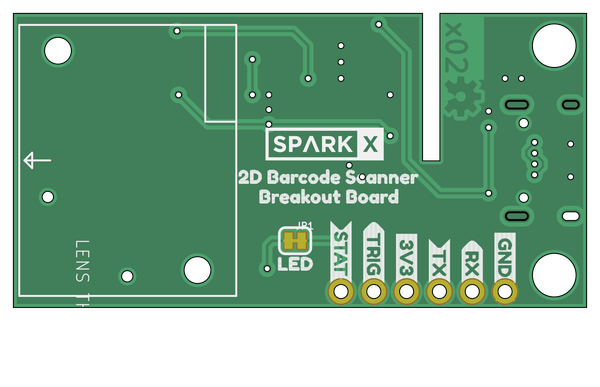 x02
SPARK X
2D Barcode Scanner
Breakout Board
JP1
LED
STAT
TRIG
3V3
TX
RX
GND
LENS TH